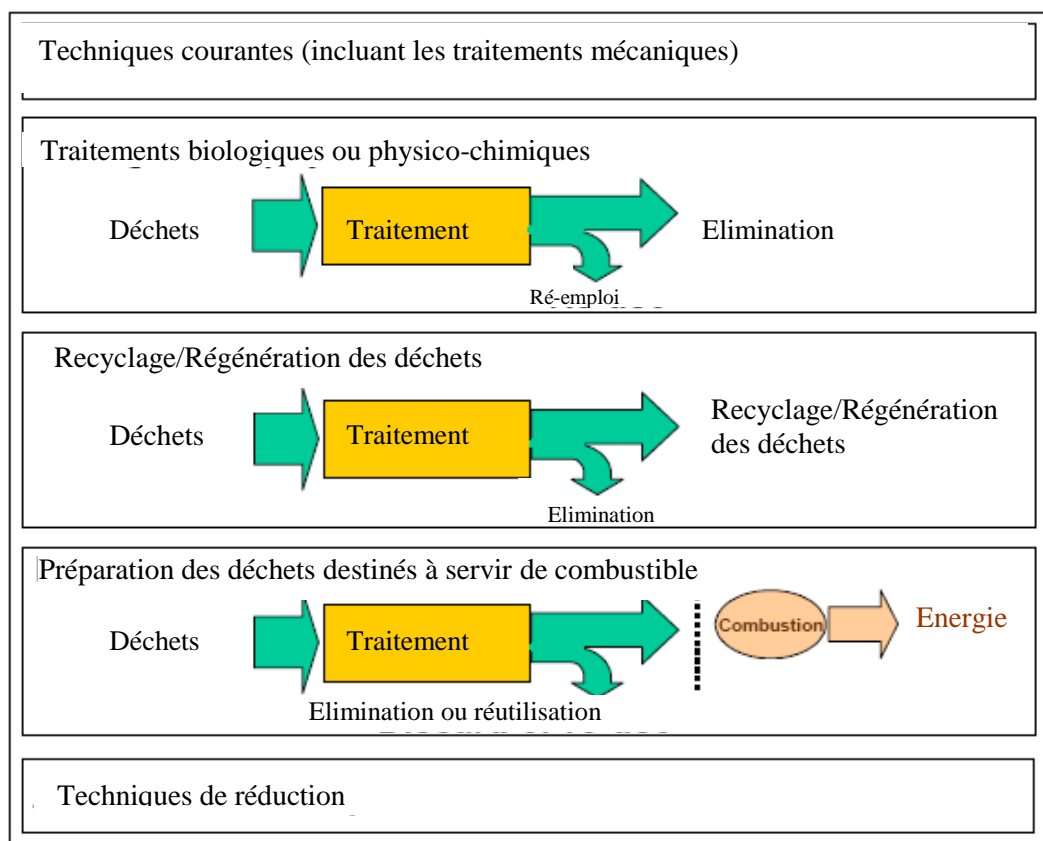 Techniques courantes (incluant les traitements mécaniques)
Traitements biologiques ou physico-chimiques
Déchets
Traitement
Elimination
Ré-emploi
Recyclage/Régénération des déchets
Déchets
Traitement
Recyclage/Régénération
des déchets
Elimination
Préparation des déchets destinés à servir de combustible
Déchets
Traitement
Combustion
Energie
Elimination ou réutilisation
Techniques de réduction